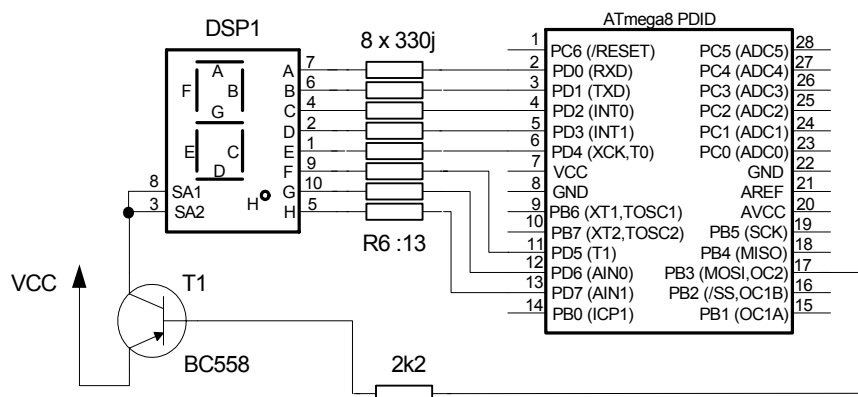 ATmega8 PDID
DSP1
8 x 330j
A
F B
G
E C
D
H
SA1
SA2
8
3
A 7
B 6
C 4
D 2
E 1
F 9
G 10
H 5
R6 :13
1 PC6 (/RESET)
2 PD0 (RXD)
3 PD1 (TXD)
4 PD2 (INT0)
5 PD3 (INT1)
6 PD4 (XCK,T0)
7 VCC
8 GND
9 PB6 (XT1,TOSC1)
10 PB7 (XT2,TOSC2)
11 PD5 (T1)
12 PD6 (AIN0)
13 PD7 (AIN1)
14 PB0 (ICP1)
PC5 (ADC5) 28
PC4 (ADC4) 27
PC3 (ADC3) 26
PC2 (ADC2) 25
PC1 (ADC1) 24
PC0 (ADC0) 23
GND 22
AREF 21
AVCC 20
PB5 (SCK) 19
PB4 (MISO) 18
PB3 (MOSI,OC2) 17
PB2 (/SS,OC1B) 16
PB1 (OC1A) 15
VCC
T1
BC558
2k2